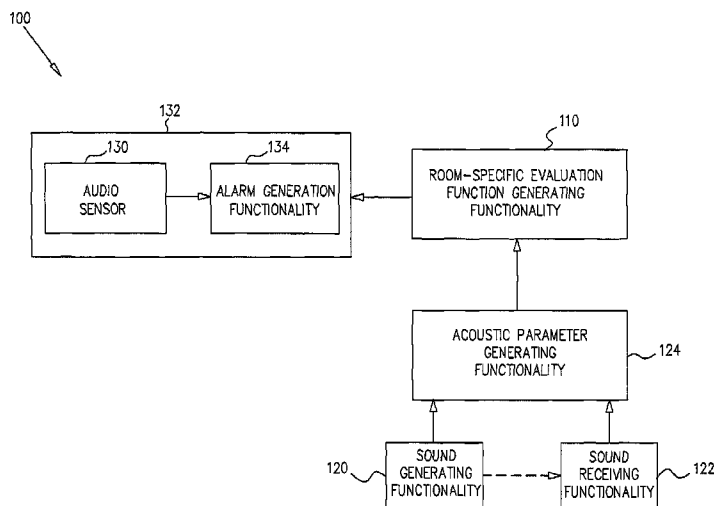 100
132
130
AUDIO
SENSOR
134
ALARM GENERATION
FUNCTIONALITY
110
ROOM-SPECIFIC EVALUATION
FUNCTION GENERATING
FUNCTIONALITY
ACOUSTIC PARAMETER
GENERATING
FUNCTIONALITY
124
120
SOUND
GENERATING
FUNCTIONALITY
SOUND
RECEIVING
FUNCTIONALITY
122